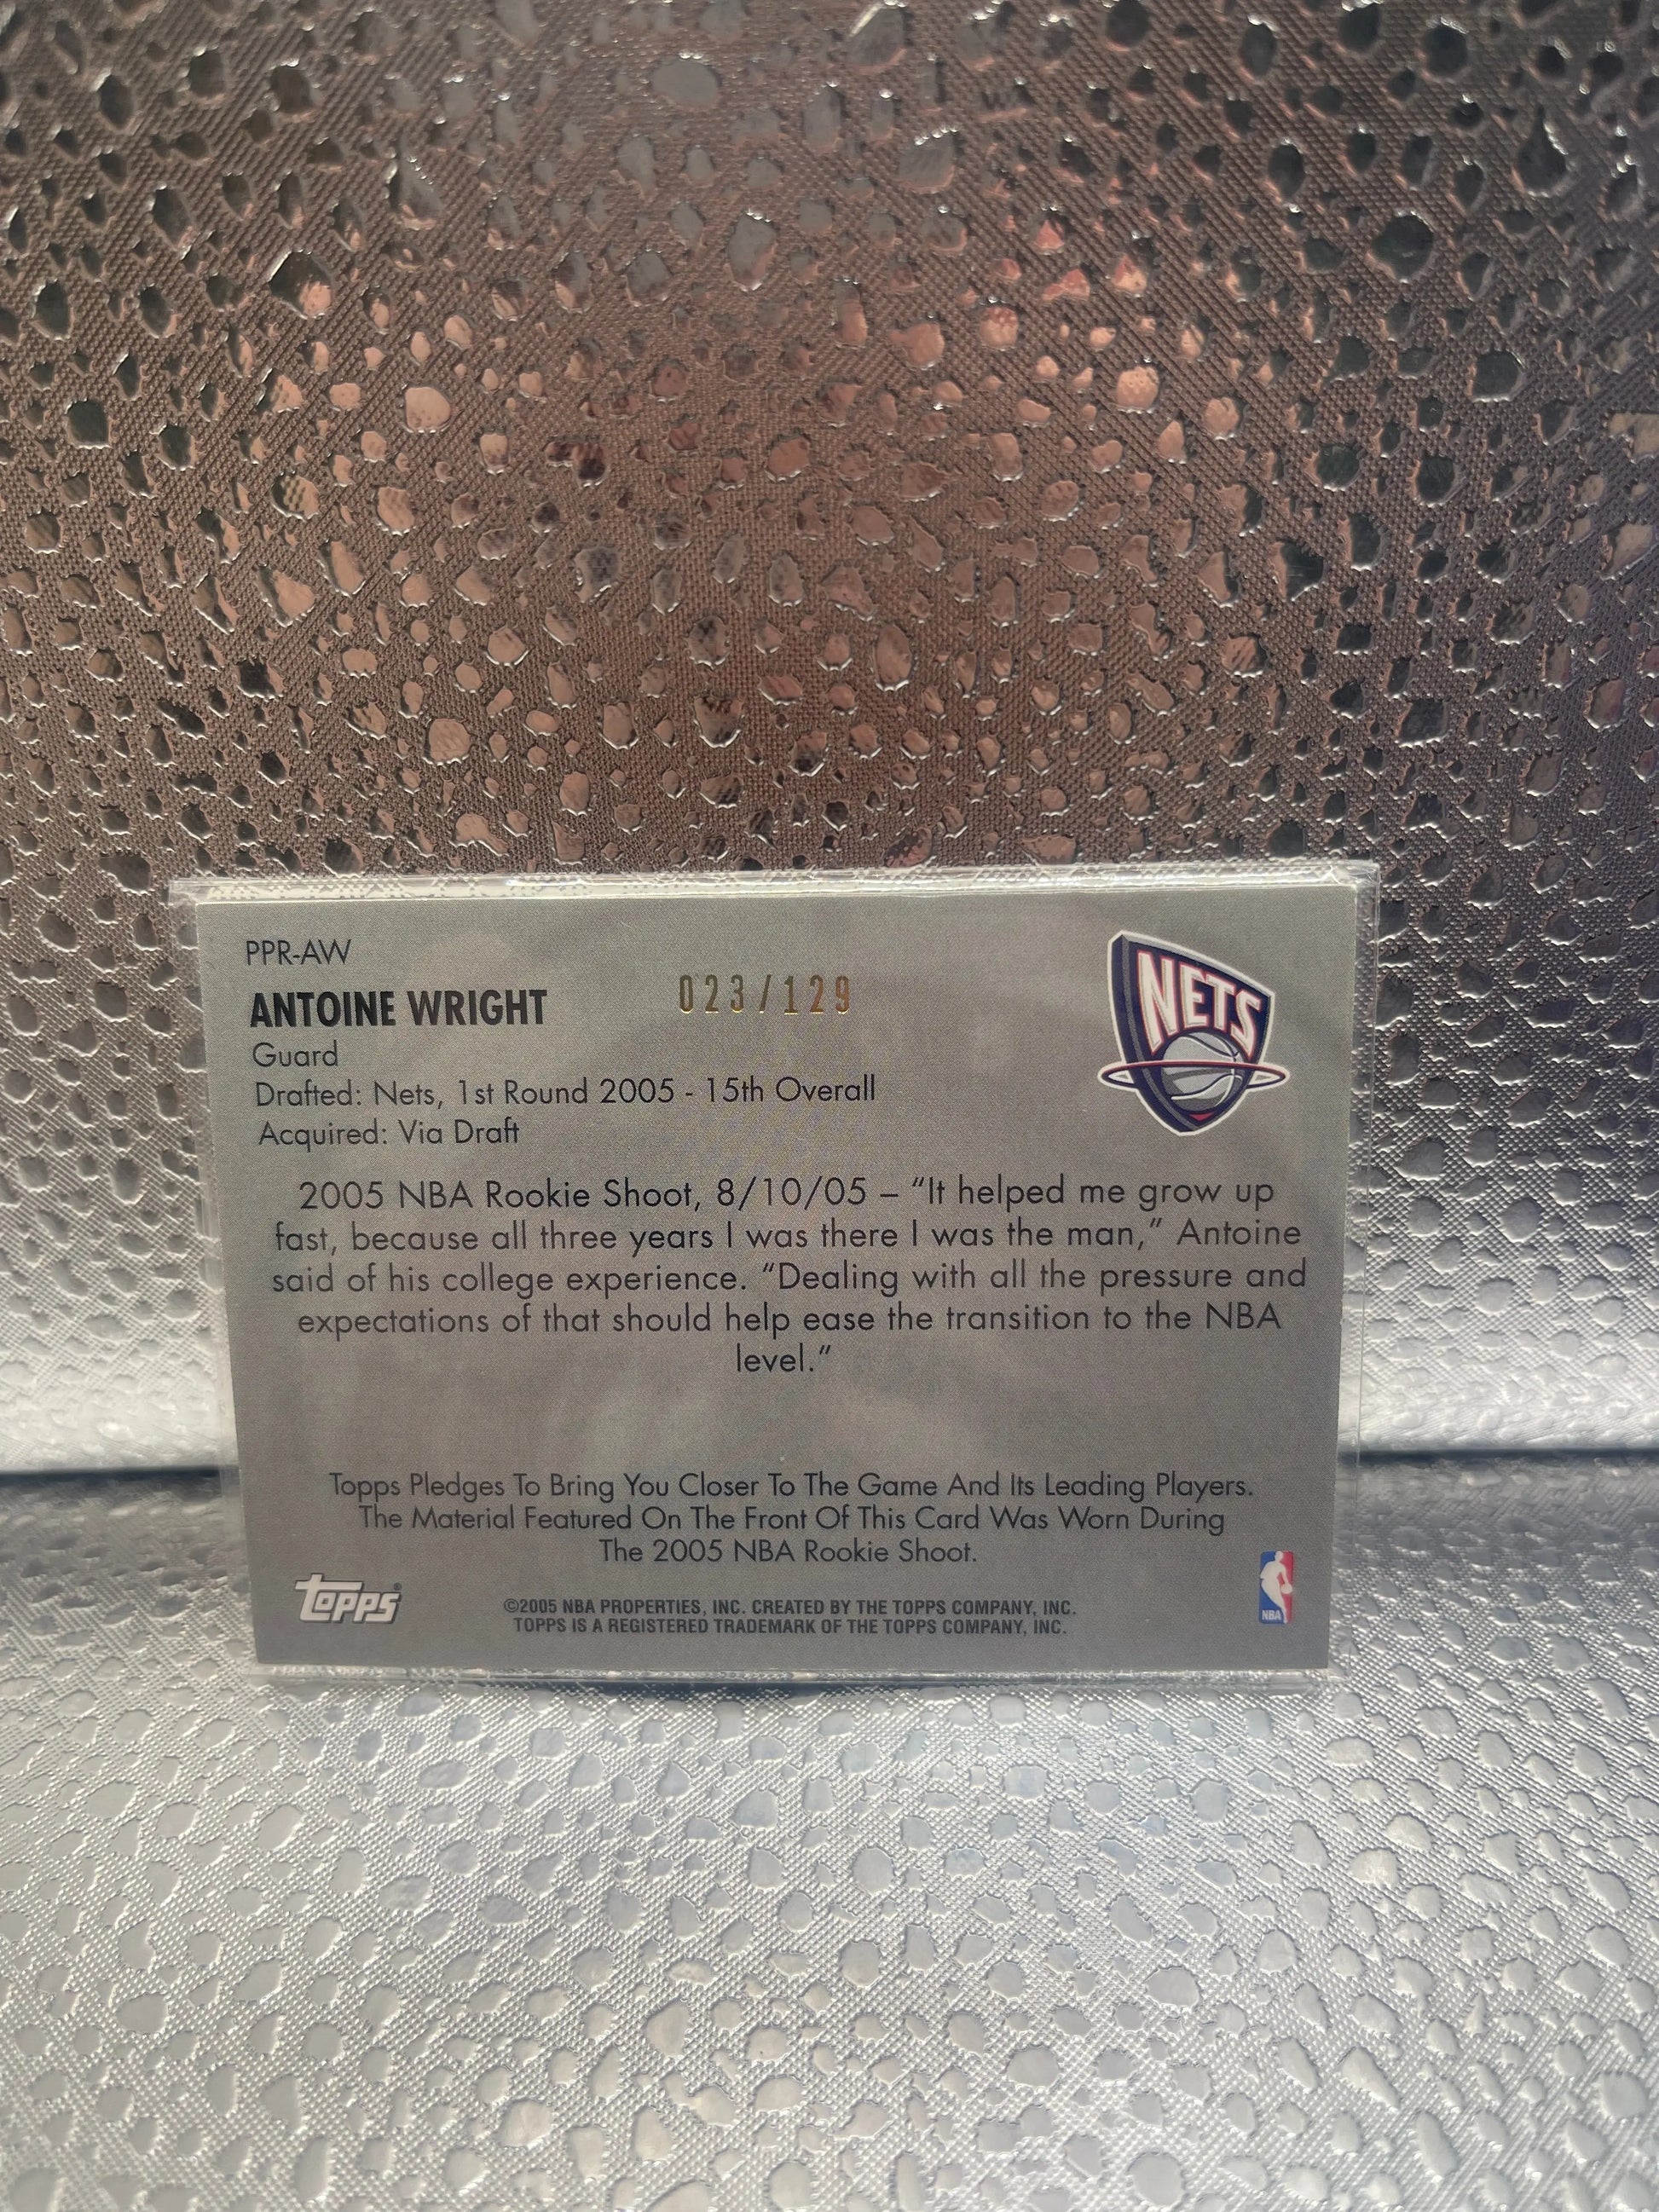 PPR-AW
ANTOINE WRIGHT
023/129
NETS
Guard
Drafted: Nets, 1st Round 2005 - 15th Overall
Acquired: Via Draft
2005 NBA Rookie Shoot, 8/10/05 – “It helped me grow up
fast, because all three years I was there I was the man,” Antoine
said of his college experience. “Dealing with all the pressure and
expectations of that should help ease the transition to the NBA
level.”
Topps Pledges To Bring You Closer To The Game And Its Leading Players.
The Material Featured On The Front Of This Card Was Worn During
The 2005 NBA Rookie Shoot.
Topps®
©2005 NBA PROPERTIES, INC. CREATED BY THE TOPPS COMPANY, INC.
TOPPS IS A REGISTERED TRADEMARK OF THE TOPPS COMPANY, INC.
NBA